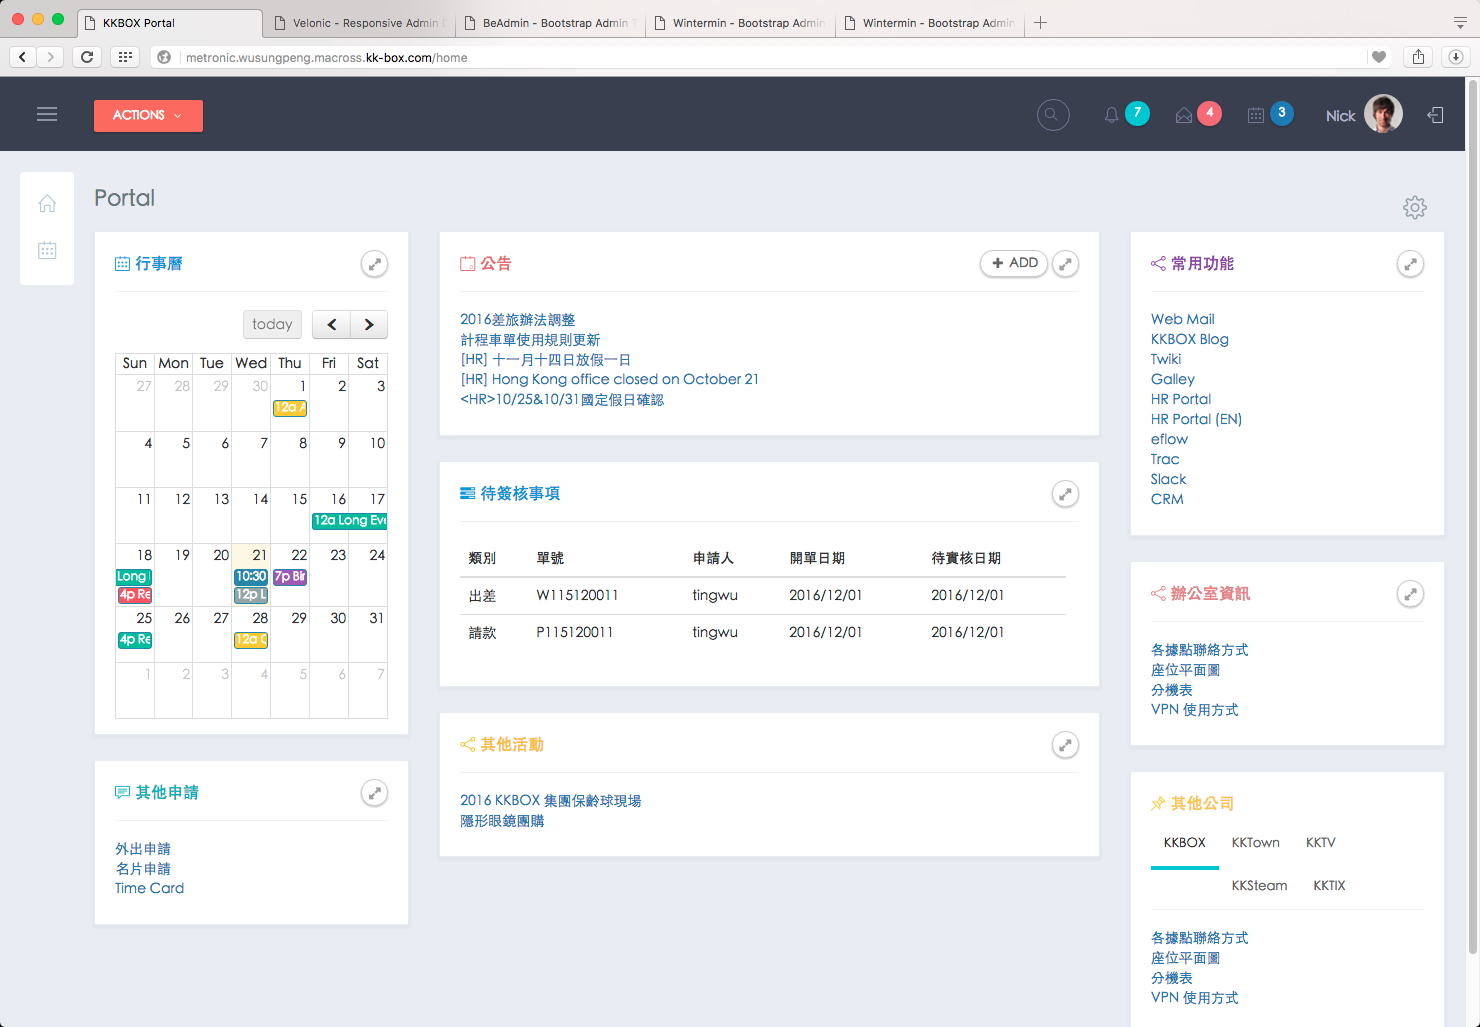 KKBOX Portal
Velonic - Responsive Admin
BeAdmin - Bootstrap Admin
Wintermin - Bootstrap Admin
Wintermin - Bootstrap Admin
metronic.wusungpeng.macross.kk-box.com/home
ACTIONS
7
4
3
Nick
Portal
行事曆
today
Sun Mon Tue Wed Thu Fri Sat
27 28 29 30 1 2 3
12a A
4 5 6 7 8 9 10
11 12 13 14 15 16 17
12a Long Eve
18 19 20 21 22 23 24
Long 10:30 7p Bir
4p Re 12p L
25 26 27 28 29 30 31
4p Re 12a
1 2 3 4 5 6 7
其他申請
外出申請
名片申請
Time Card
公告
+ ADD
2016差旅辦法調整
計程車單使用規則更新
[HR] 十一月十四日放假一日
[HR] Hong Kong office closed on October 21
<HR>10/25&10/31國定假日確認
待簽核事項
類別 單號 申請人 開單日期 待實核日期
出差 W115120011 tingwu 2016/12/01 2016/12/01
請款 P115120011 tingwu 2016/12/01 2016/12/01
其他活動
2016 KKBOX 集團保齡球現場
隱形眼鏡團購
常用功能
Web Mail
KKBOX Blog
Twiki
Galley
HR Portal
HR Portal (EN)
eflow
Trac
Slack
CRM
辦公室資訊
各據點聯絡方式
座位平面圖
分機表
VPN 使用方式
其他公司
KKBOX KKTown KKTV
KKSteam KKTIX
各據點聯絡方式
座位平面圖
分機表
VPN 使用方式